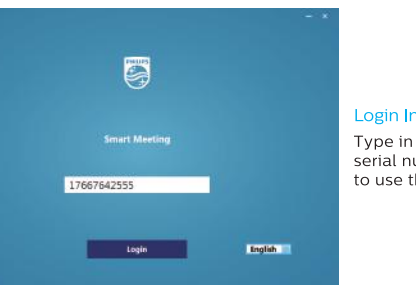 PHILIPS
Smart Meeting
17667642555
Login
English
Login In
Type in
serial nu
to use th